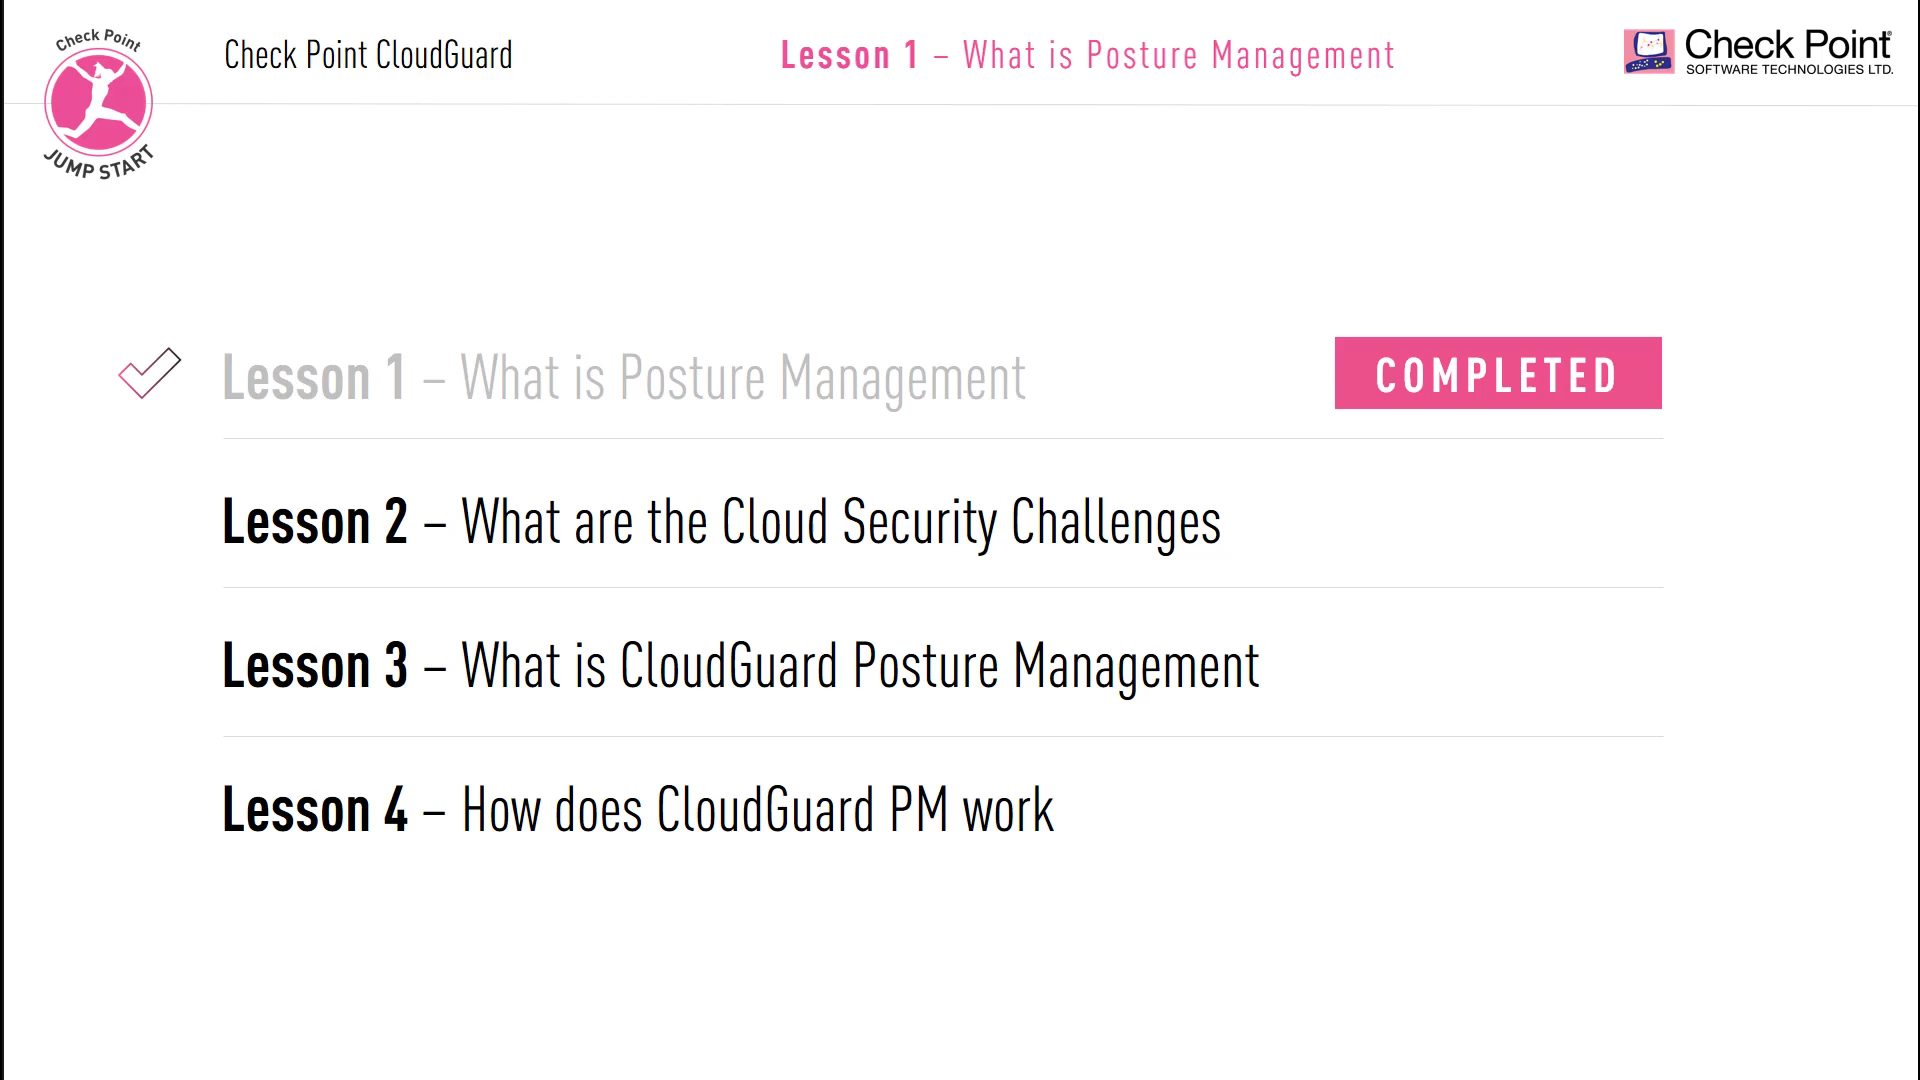 Check Point
JUMP START
Check Point CloudGuard
Lesson 1 – What is Posture Management
Check Point®
SOFTWARE TECHNOLOGIES LTD.
Lesson 1 – What is Posture Management
COMPLETED
Lesson 2 – What are the Cloud Security Challenges
Lesson 3 – What is CloudGuard Posture Management
Lesson 4 – How does CloudGuard PM work